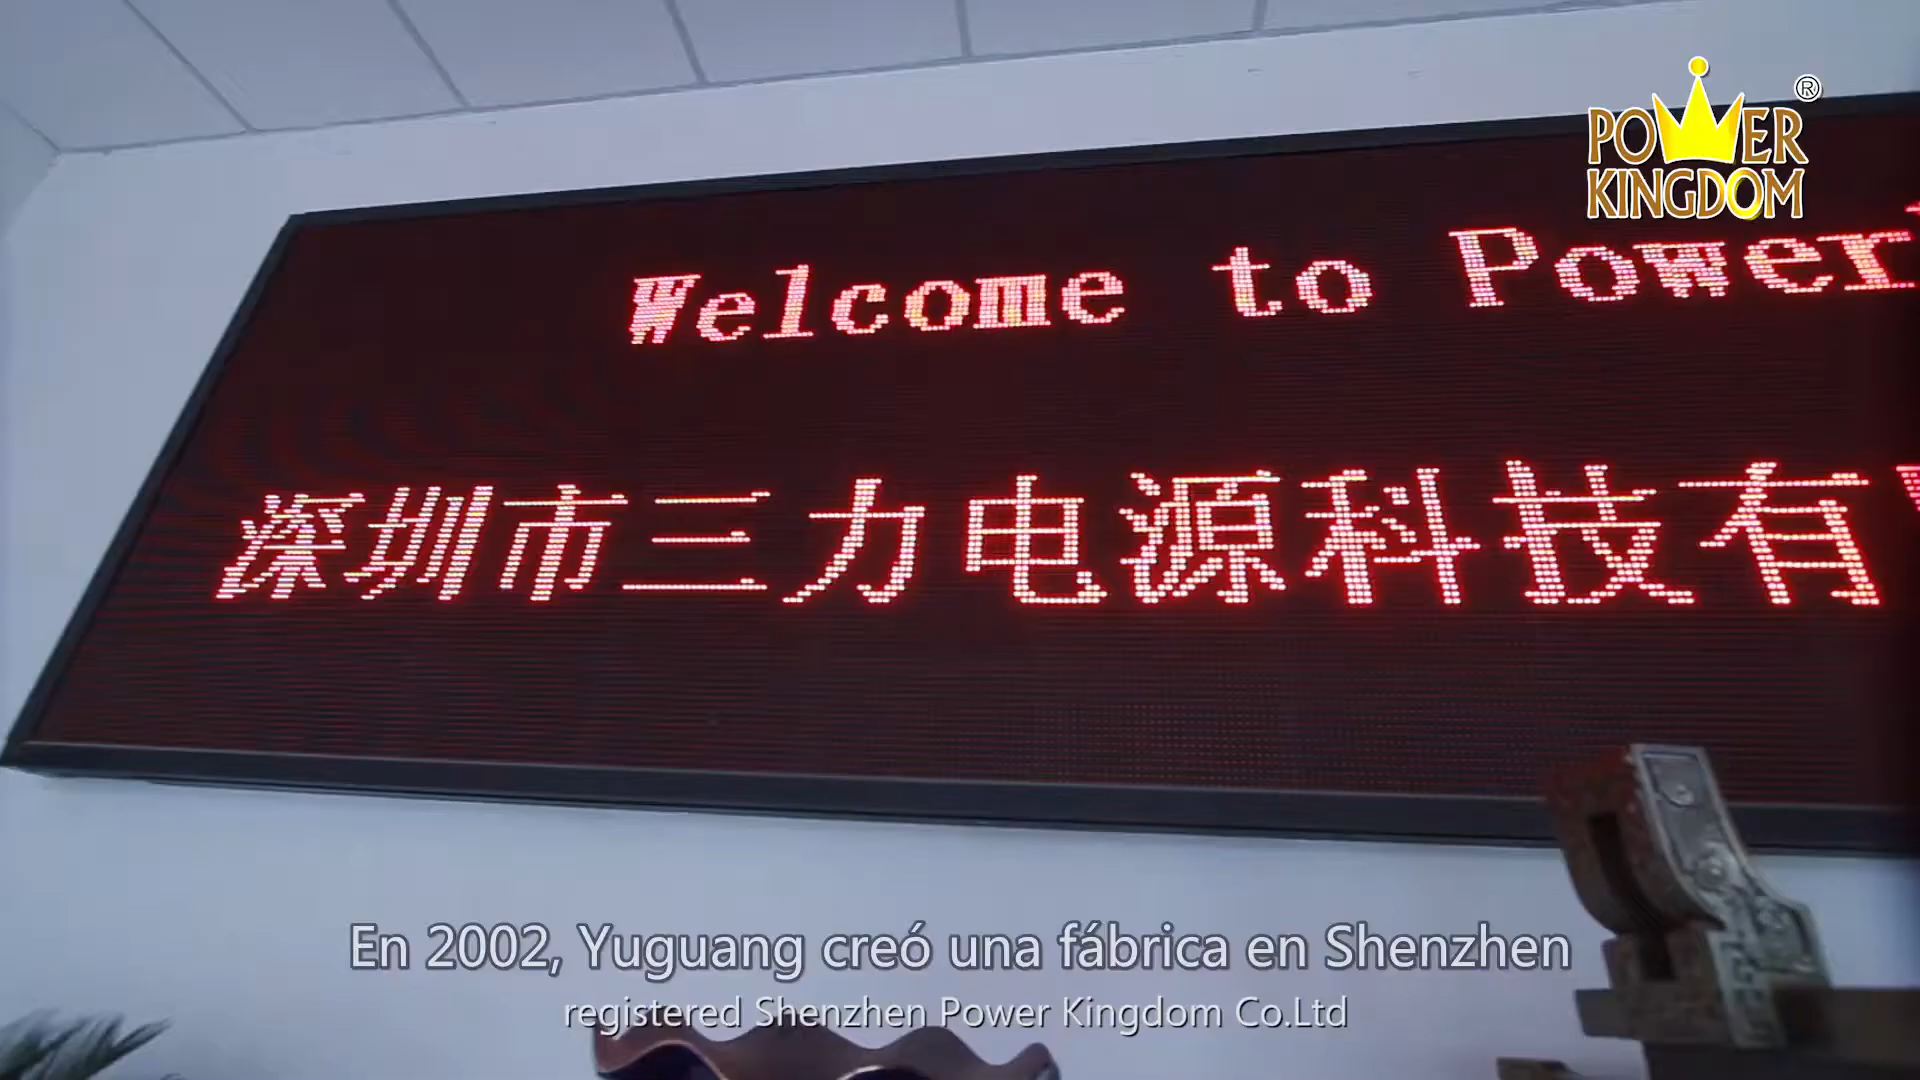 POWER
KINGDOM
®
Welcome to Power
深圳市三力电源科技有
En 2002, Yuguang creó una fábrica en Shenzhen
registered Shenzhen Power Kingdom Co.Ltd